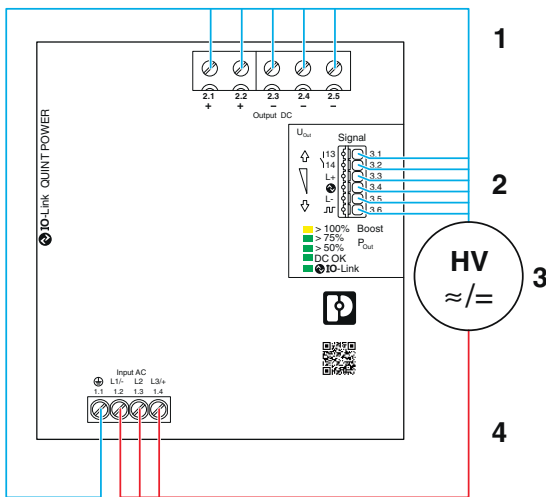 1
2.1 2.2 2.3 2.4 2.5
+ + − − −
Output DC
IO-Link QUINT POWER
U Out
Signal
13 3.1
14 3.2
L+ 3.3
3.4
L- 3.5
3.6
2
> 100% Boost
> 75% P Out
> 50%
DC OK
IO-Link
HV
≈/=
3
Input AC
L1/- L2 L3/+
1.1 1.2 1.3 1.4
4